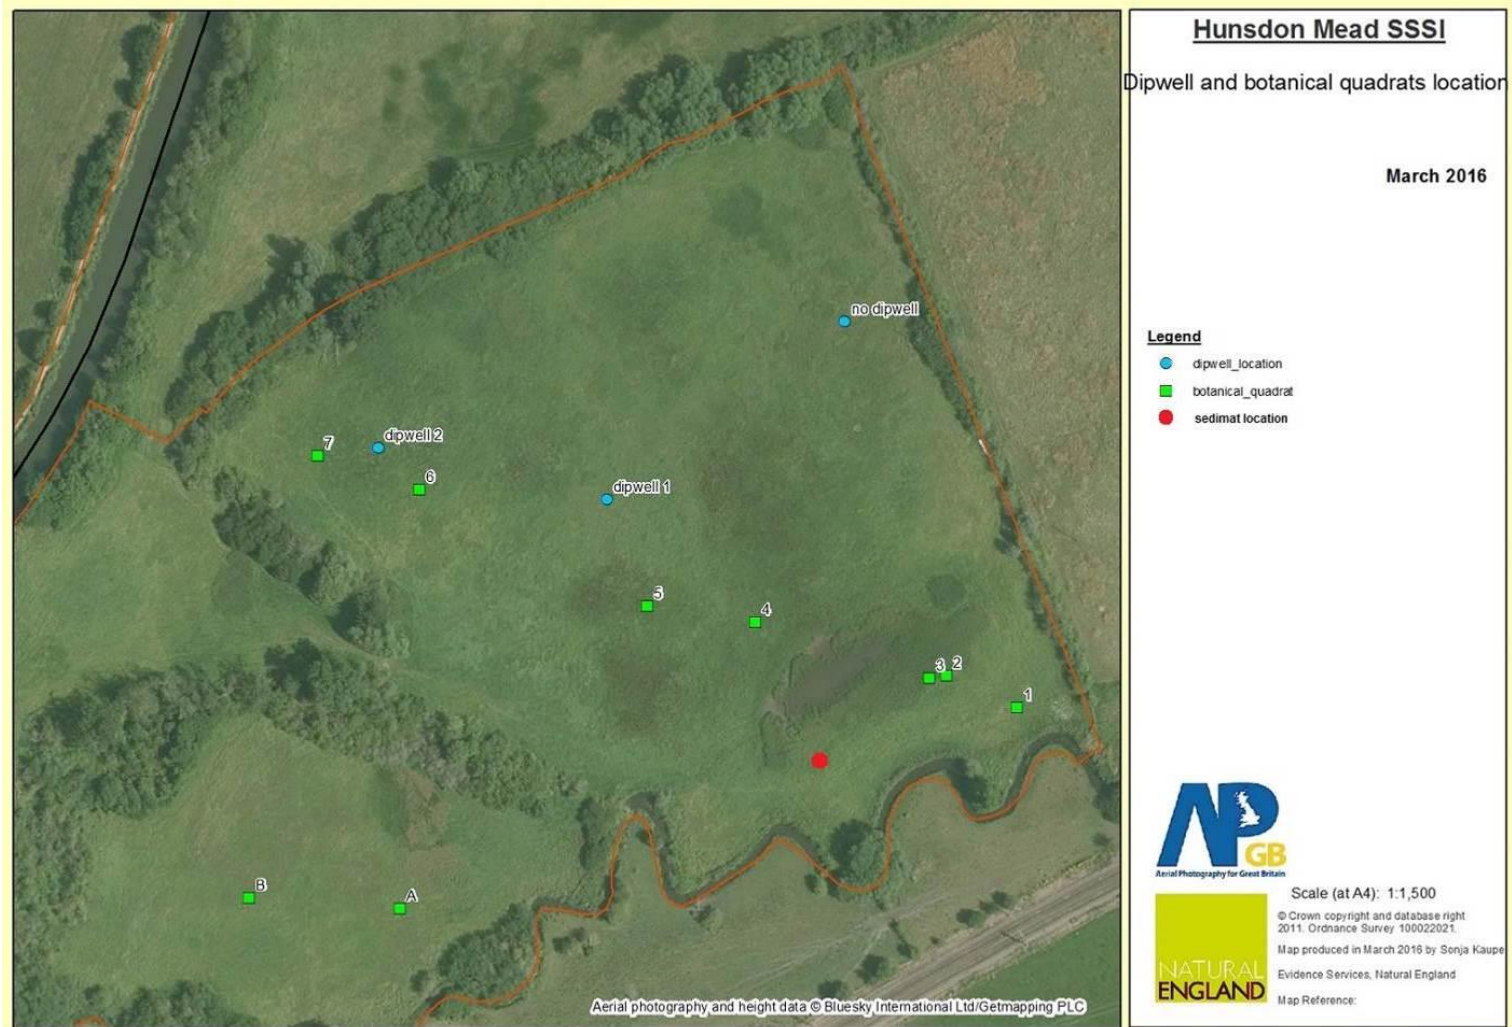 Hunsdon Mead SSSI
Dipwell and botanical quadrats location
March 2016
no dipwell
Legend
dipwell_location
botanical_quadrat
sedimat location
dipwell 2
7
6
dipwell 1
5
4
3
2
1
B
A
AP
GB
Aerial Photography for Great Britain
Scale (at A4): 1:1,500
© Crown copyright and database right
2011. Ordnance Survey 100022021.
Map produced in March 2016 by Sonja Kaupe
Evidence Services, Natural England
Map Reference:
NATURAL
ENGLAND
Aerial photography and height data © Bluesky International Ltd/Getmapping PLC